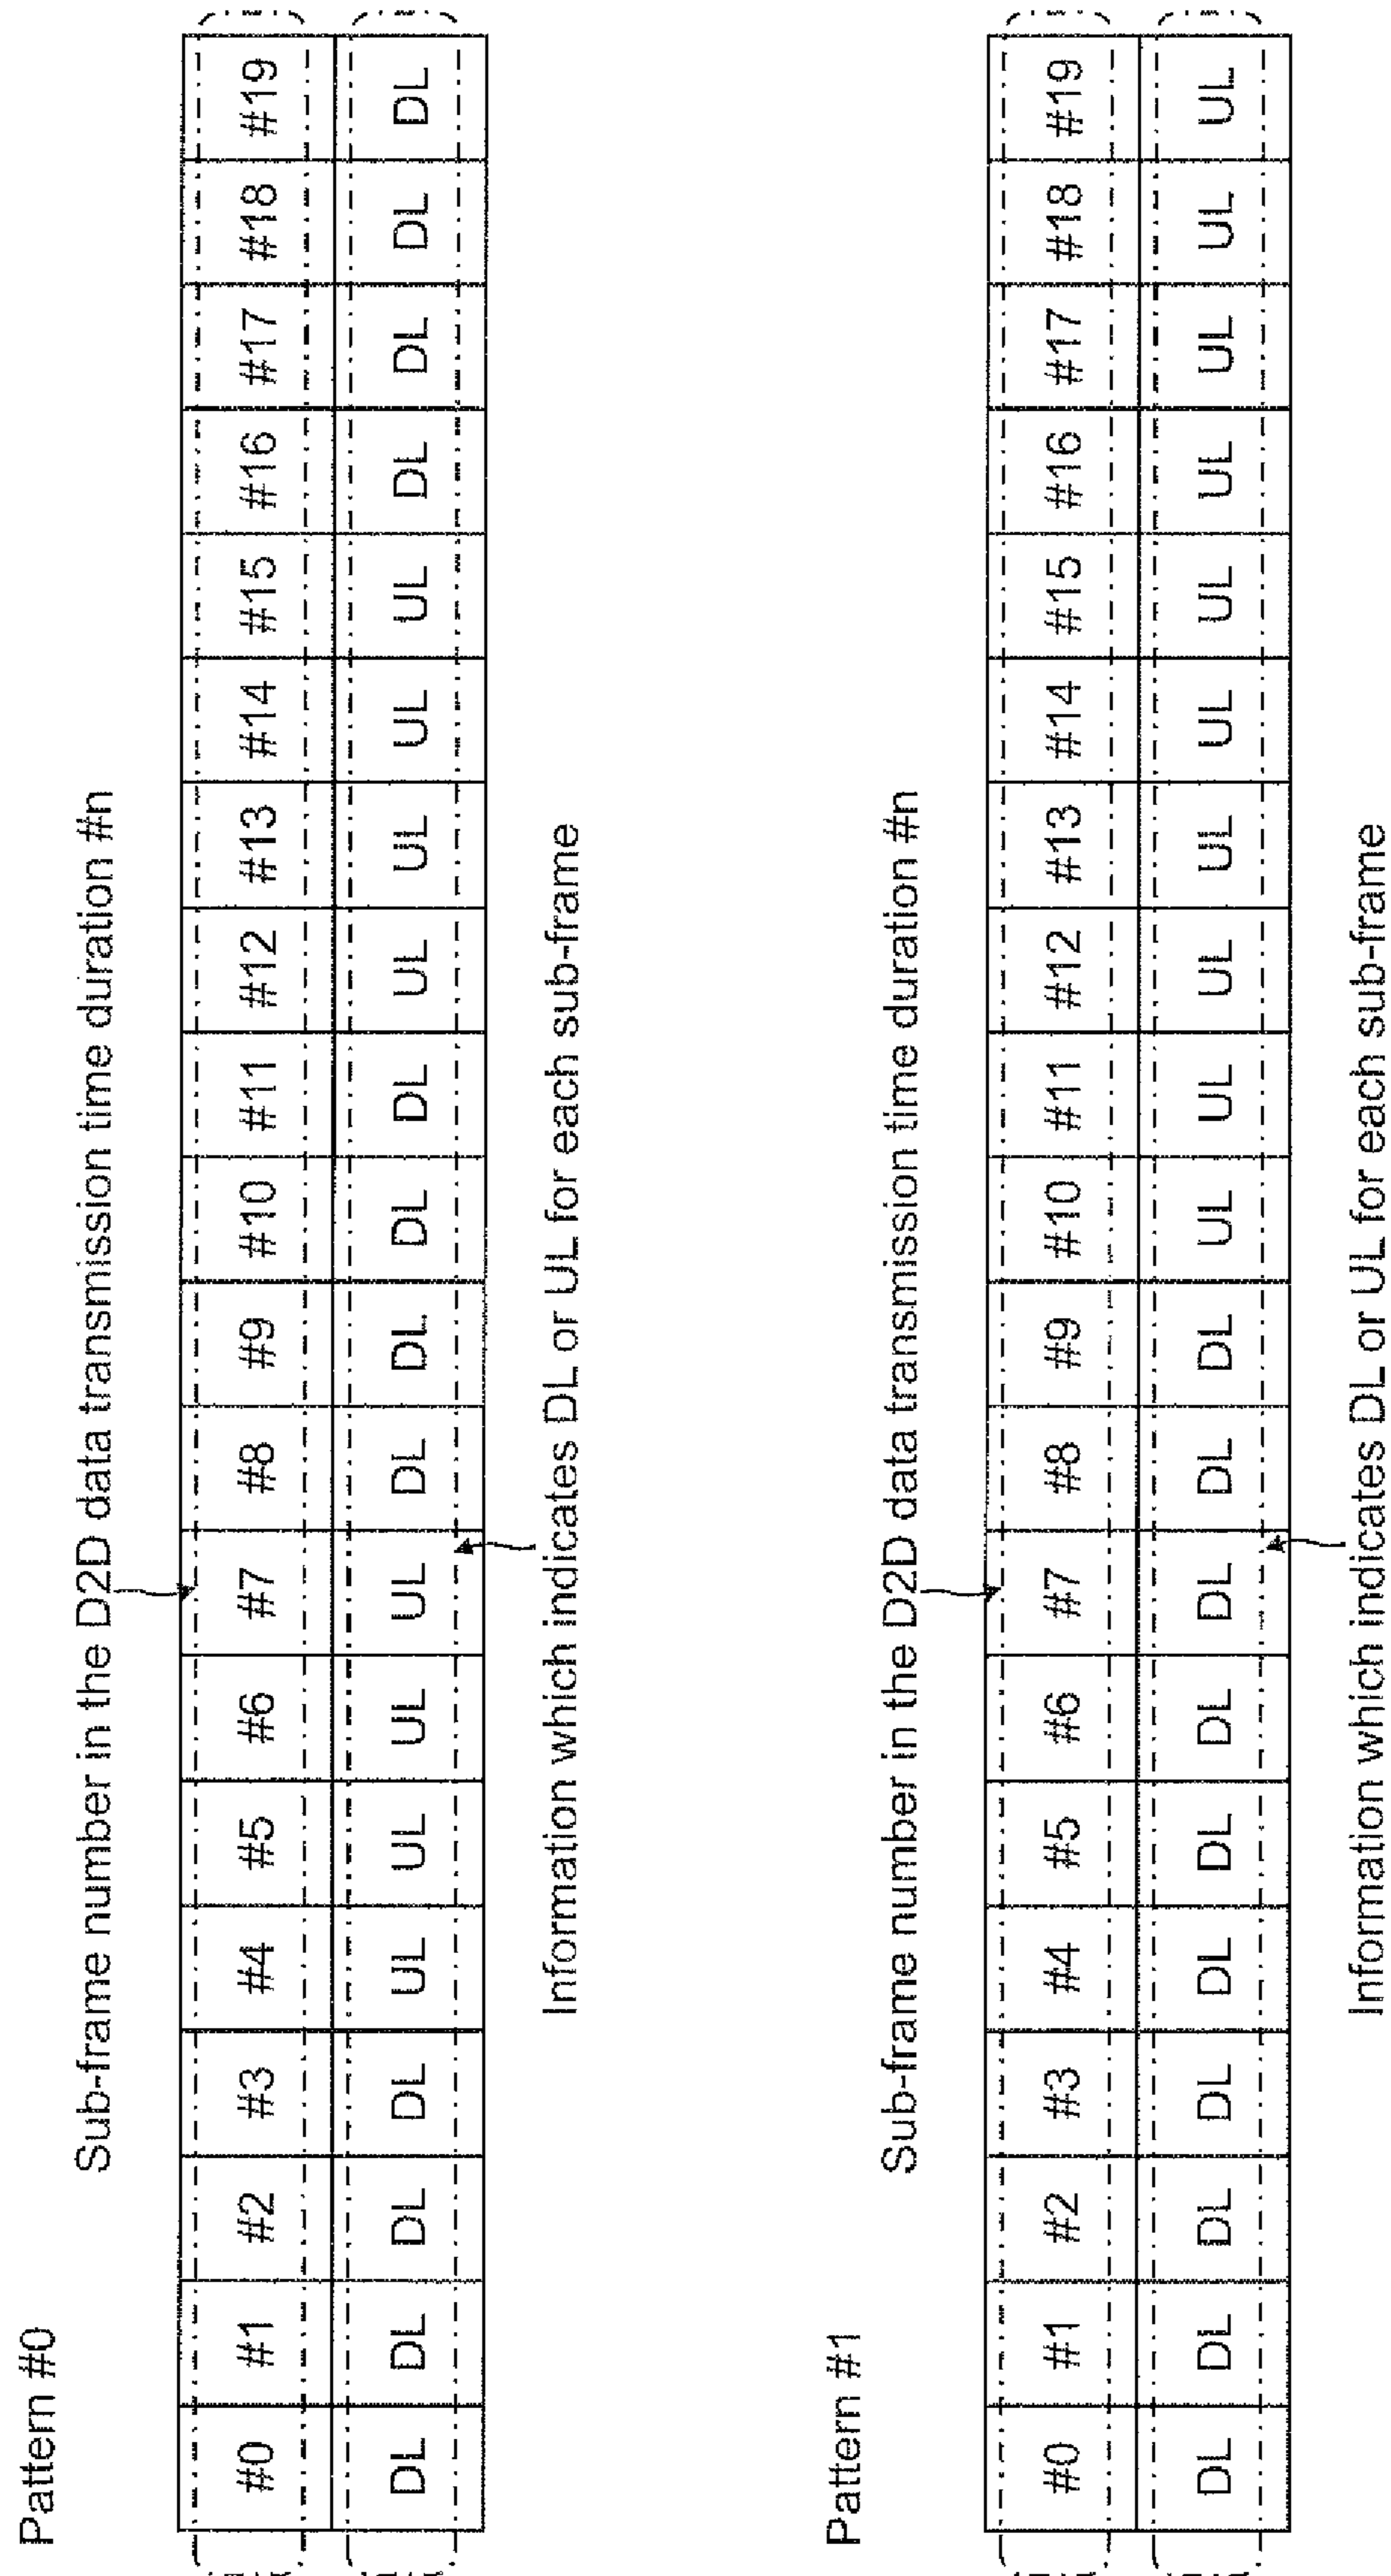 Pattern #0
Sub-frame number in the D2D data transmission time duration #n
#0 #1 #2 #3 #4 #5 #6 #7 #8 #9 #10 #11 #12 #13 #14 #15 #16 #17 #18 #19
DL DL DL DL UL UL UL UL DL DL DL DL UL UL UL UL DL DL DL DL
Information which indicates DL or UL for each sub-frame
Pattern #1
Sub-frame number in the D2D data transmission time duration #n
#0 #1 #2 #3 #4 #5 #6 #7 #8 #9 #10 #11 #12 #13 #14 #15 #16 #17 #18 #19
DL DL DL DL DL DL DL DL DL DL UL UL UL UL UL UL UL UL UL UL
Information which indicates DL or UL for each sub-frame